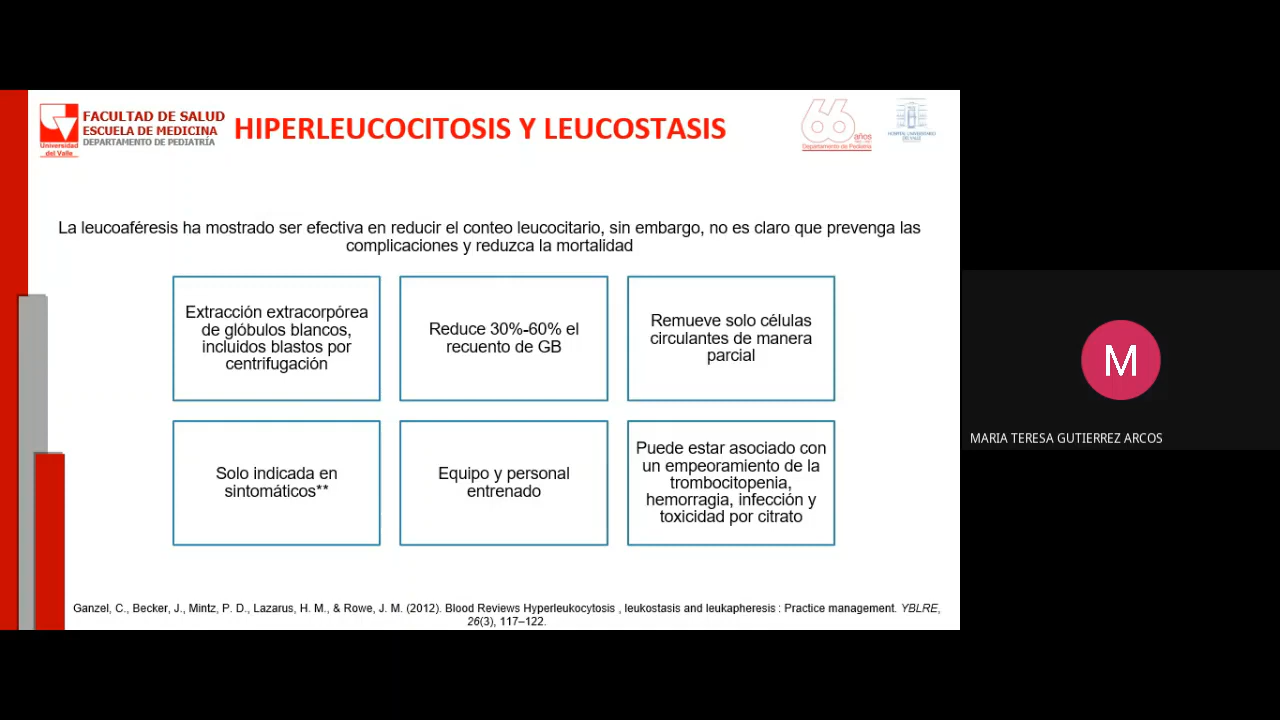 FACULTAD DE SALUD
ESCUELA DE MEDICINA
DEPARTAMENTO DE PEDIATRÍA
Universidad
del Valle
HIPERLEUCOCITOSIS Y LEUCOSTASIS
66
años
Departamento de Pediatría
HOSPITAL UNIVERSITARIO
DEL VALLE
La leucoaféresis ha mostrado ser efectiva en reducir el conteo leucocitario, sin embargo, no es claro que prevenga las
complicaciones y reduzca la mortalidad
Extracción extracorpórea
de glóbulos blancos,
incluidos blastos por
centrifugación
Reduce 30%-60% el
recuento de GB
Remueve solo células
circulantes de manera
parcial
Solo indicada en
sintomáticos**
Equipo y personal
entrenado
Puede estar asociado con
un empeoramiento de la
trombocitopenia,
hemorragia, infección y
toxicidad por citrato
Ganzel, C., Becker, J., Mintz, P. D., Lazarus, H. M., & Rowe, J. M. (2012). Blood Reviews Hyperleukocytosis , leukostasis and leukapheresis : Practice management. YBLRE,
26(3), 117–122.
M
MARIA TERESA GUTIERREZ ARCOS